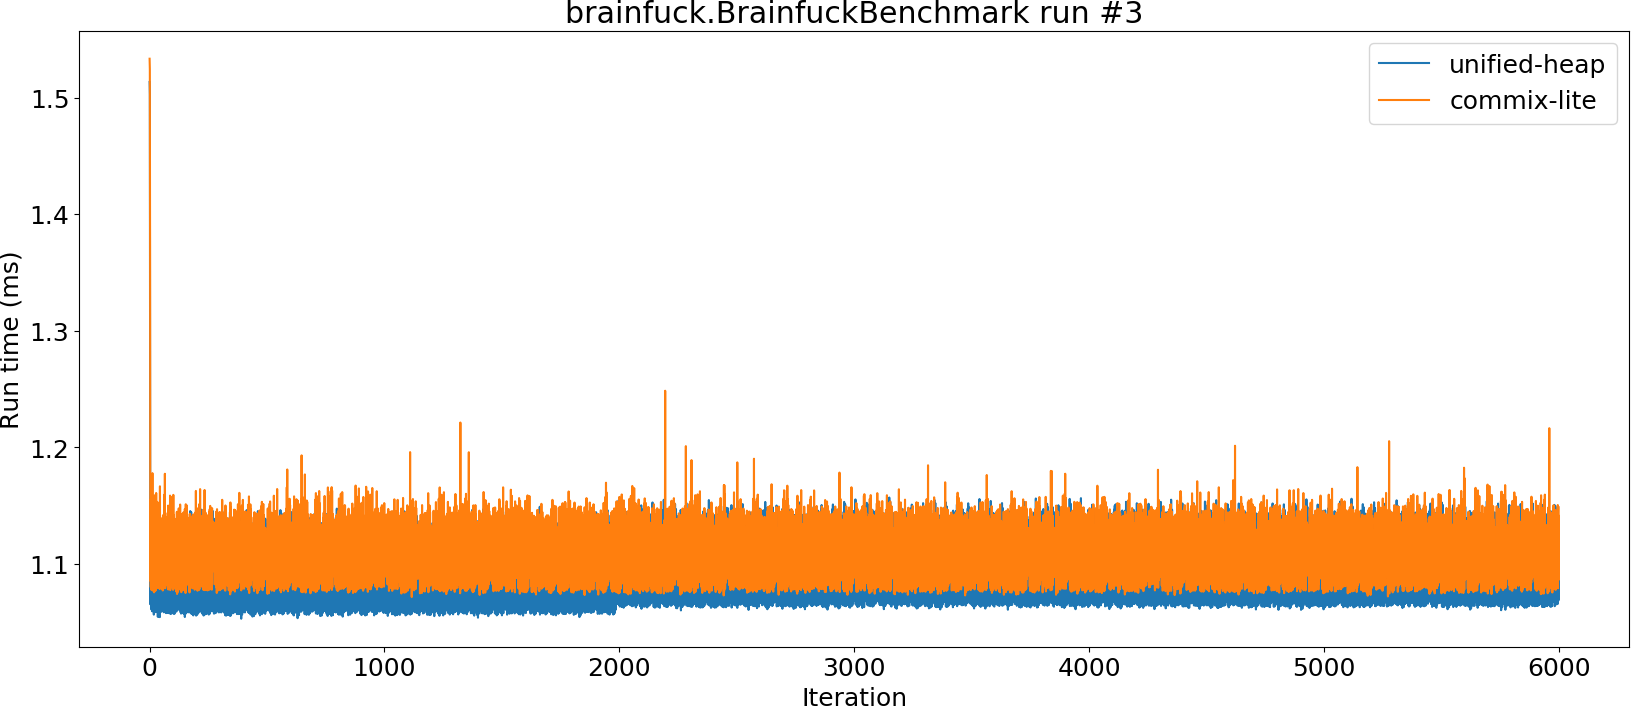 brainfuck.BrainfuckBenchmark run #3
unified-heap
commix-lite
Run time (ms)
1.5
1.4
1.3
1.2
1.1
0 1000 2000 3000 4000 5000 6000
Iteration